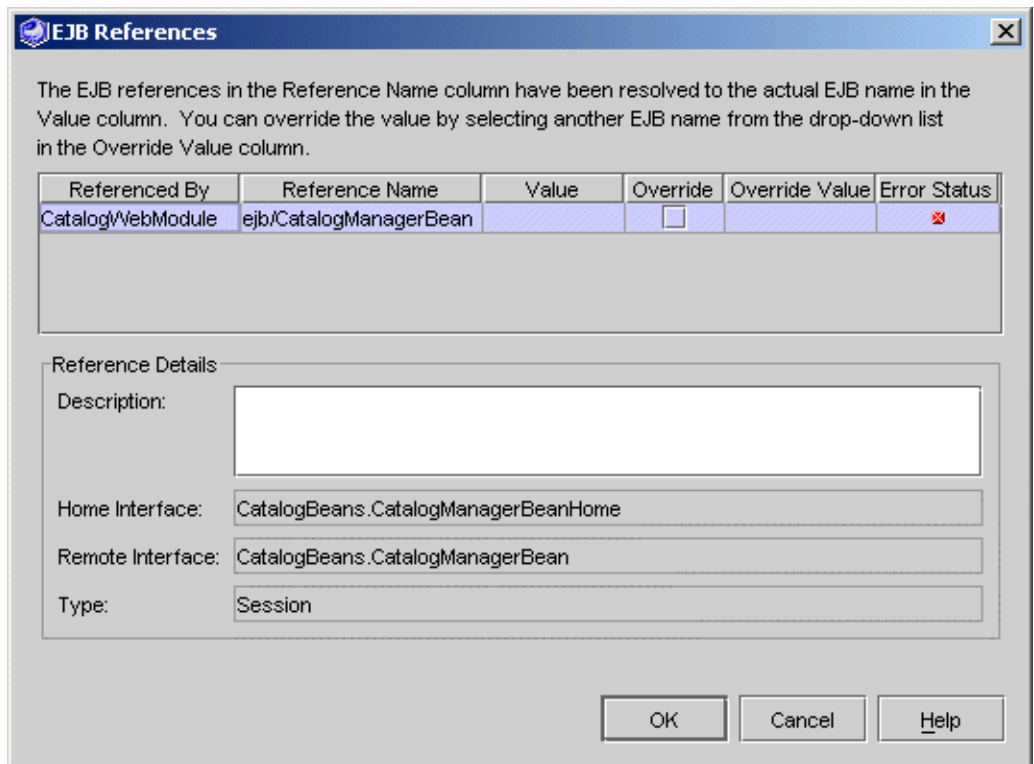 EJB References
The EJB references in the Reference Name column have been resolved to the actual EJB name in the
Value column. You can override the value by selecting another EJB name from the drop-down list
in the Override Value column.
Referenced By Reference Name Value Override Override Value Error Status
CatalogWebModule ejb/CatalogManagerBean
Reference Details
Description:
Home Interface: CatalogBeans.CatalogManagerBeanHome
Remote Interface: CatalogBeans.CatalogManagerBean
Type: Session
OK Cancel Help